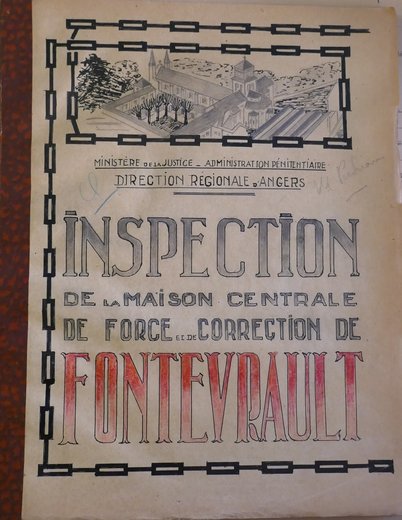 MINISTÈRE DE LA JUSTICE - ADMINISTRATION PÉNITENTIAIRE
DIRECTION REGIONALE D'ANGERS
INSPECTION
DE LA MAISON CENTRALE
DE FORCE ET DE CORRECTION DE
FONTEVRAULT